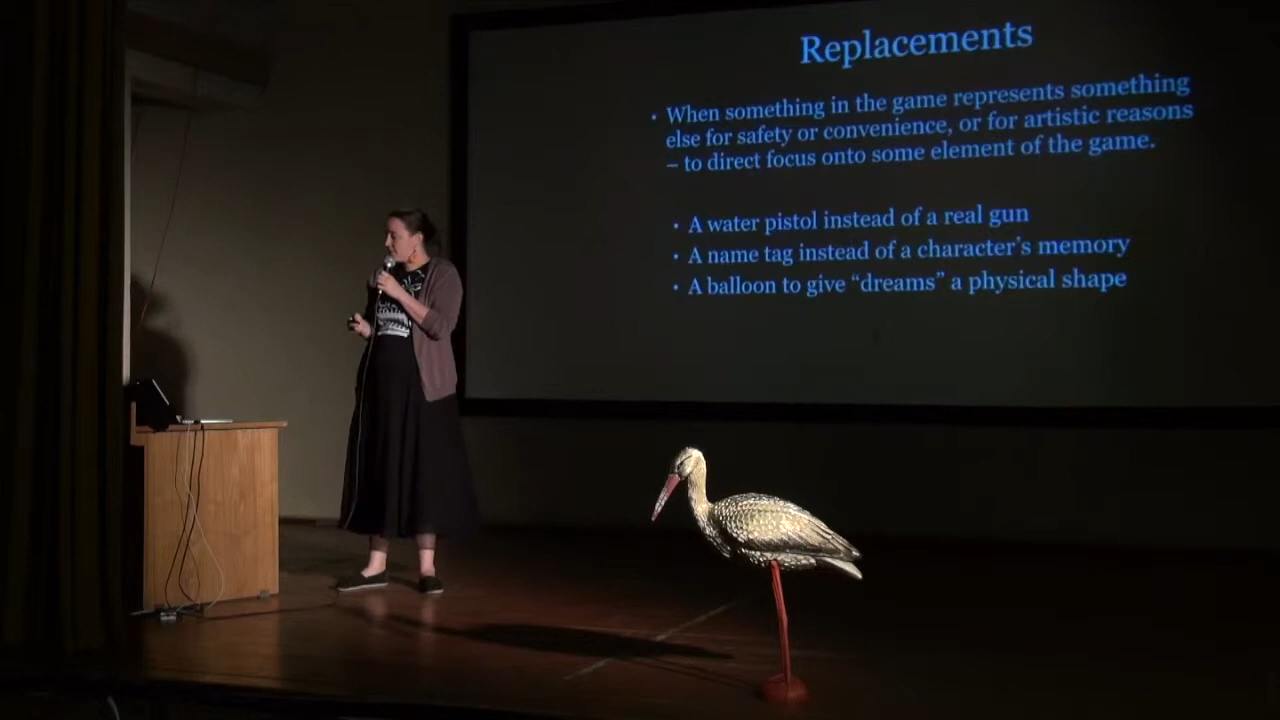 Replacements
• When something in the game represents something
else for safety or convenience, or for artistic reasons
– to direct focus onto some element of the game.
• A water pistol instead of a real gun
• A name tag instead of a character’s memory
• A balloon to give “dreams” a physical shape